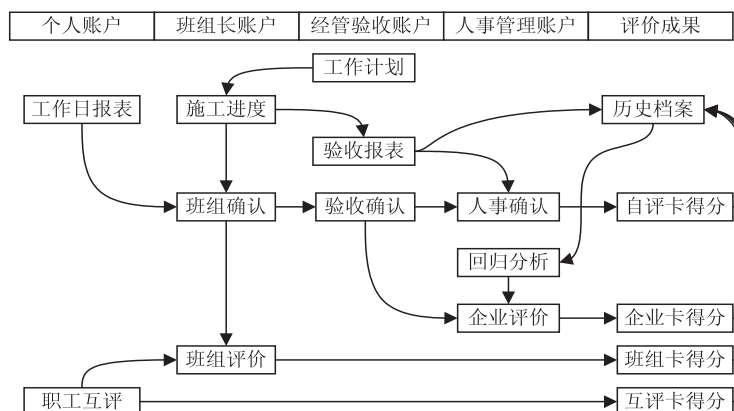 个人账户 班组长账户 经管验收账户 人事管理账户 评价成果
工作计划
工作日报表 施工进度 历史档案
验收报表
班组确认 验收确认 人事确认 自评卡得分
回归分析
企业评价 企业卡得分
班组评价 班组卡得分
职工互评 互评卡得分